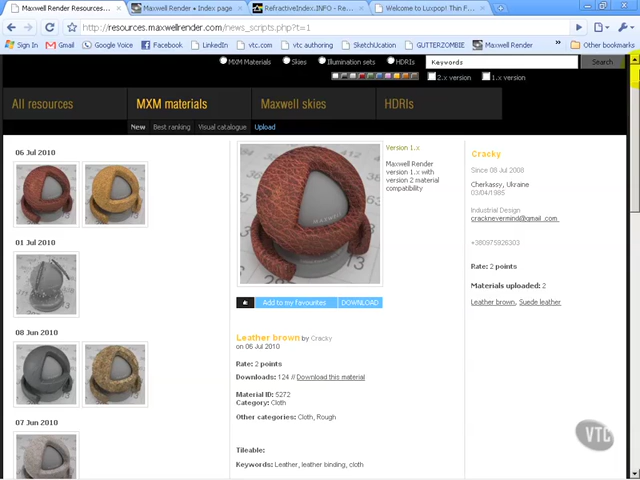 Maxwell Render Resources...
Maxwell Render • Index page
RefractiveIndex.INFO - Re...
Welcome to Luxpop! Thin F...
http://resources.maxwellrender.com/news_scripts.php?t=1
Sign In
Gmail
Google Voice
Facebook
LinkedIn
vtc.com
vtc authoring
SketchUcation
GUTTERZOMBIE
Maxwell Render
»
Other bookmarks
MXM Materials
Skies
Illumination sets
HDRIs
Keywords
Search
2.x version
1.x version
All resources
MXM materials
Maxwell skies
HDRIs
New
Best ranking
Visual catalogue
Upload
06 Jul 2010
01 Jul 2010
08 Jun 2010
07 Jun 2010
MAXWELL
Version 1.x
Maxwell Render
version 1.x with
version 2 material
compatibility
Add to my favourites
DOWNLOAD
Leather brown by Cracky
on 06 Jul 2010
Rate: 2 points
Downloads: 124 // Download this material
Material ID: 5272
Category: Cloth
Other categories: Cloth, Rough
Tileable:
Keywords: Leather, leather binding, cloth
Cracky
Since 08 Jul 2008
Cherkassy, Ukraine
03/04/1985
Industrial Design
cracknevermind@gmail.com
+380975926303
Rate: 2 points
Materials uploaded: 2
Leather brown, Suede leather
VTC